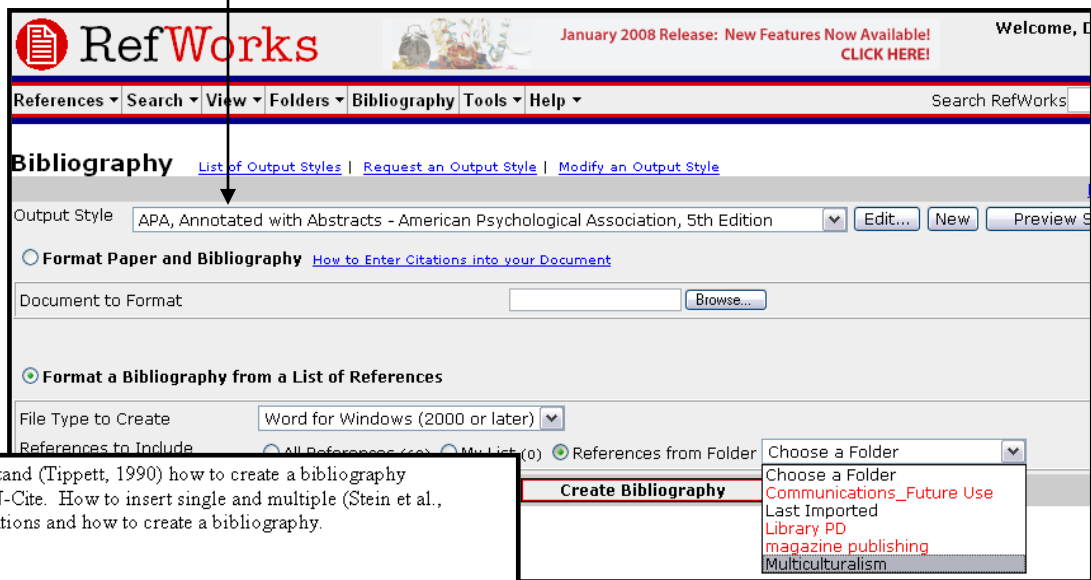 RefWorks
January 2008 Release: New Features Now Available!
CLICK HERE!
Welcome,
References Search View Folders Bibliography Tools Help Search RefWorks
Bibliography List of Output Styles | Request an Output Style | Modify an Output Style
Output Style APA, Annotated with Abstracts - American Psychological Association, 5th Edition Edit... New Preview
Format Paper and Bibliography How to Enter Citations into your Document
Document to Format Browse...
Format a Bibliography from a List of References
File Type to Create Word for Windows (2000 or later)
References to Include All References My List (0) References from Folder Choose a Folder
Choose a Folder
Communications_Future Use
Last Imported
Library PD
magazine publishing
Multiculturalism
Create Bibliography
(Tippett, 1990) how to create a bibliography
-Cite. How to insert single and multiple (Stein et al.,
and how to create a bibliography.